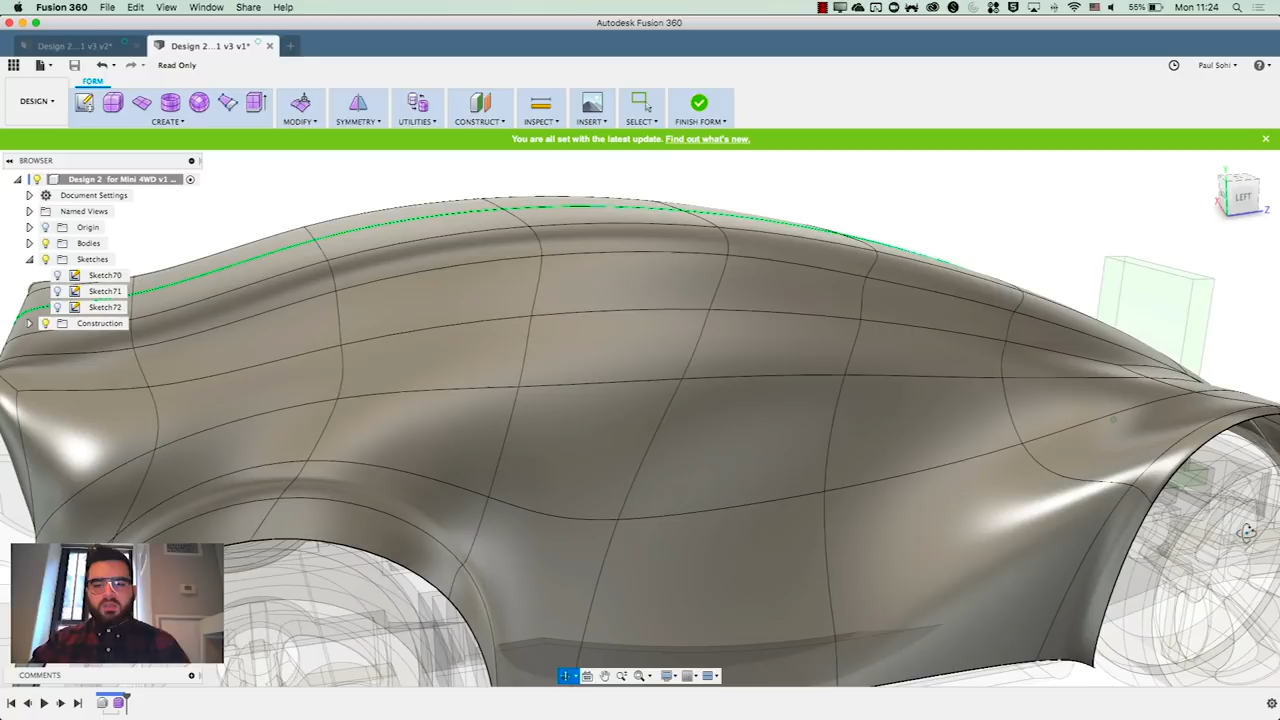 Fusion 360 File Edit View Window Share Help 55% Mon 11:24
Autodesk Fusion 360
Design 2...1 v3 v2* Design 2...1 v3 v1*
Read Only Paul Sohi
FORM
DESIGN
CREATE MODIFY SYMMETRY UTILITIES CONSTRUCT INSPECT INSERT SELECT FINISH FORM
You are all set with the latest update. Find out what's new.
BROWSER
Design 2 for Mini 4WD v1 ...
Document Settings
Named Views
Origin
Bodies
Sketches
Sketch70
Sketch71
Sketch72
Construction
Y
LEFT
X
Z
COMMENTS